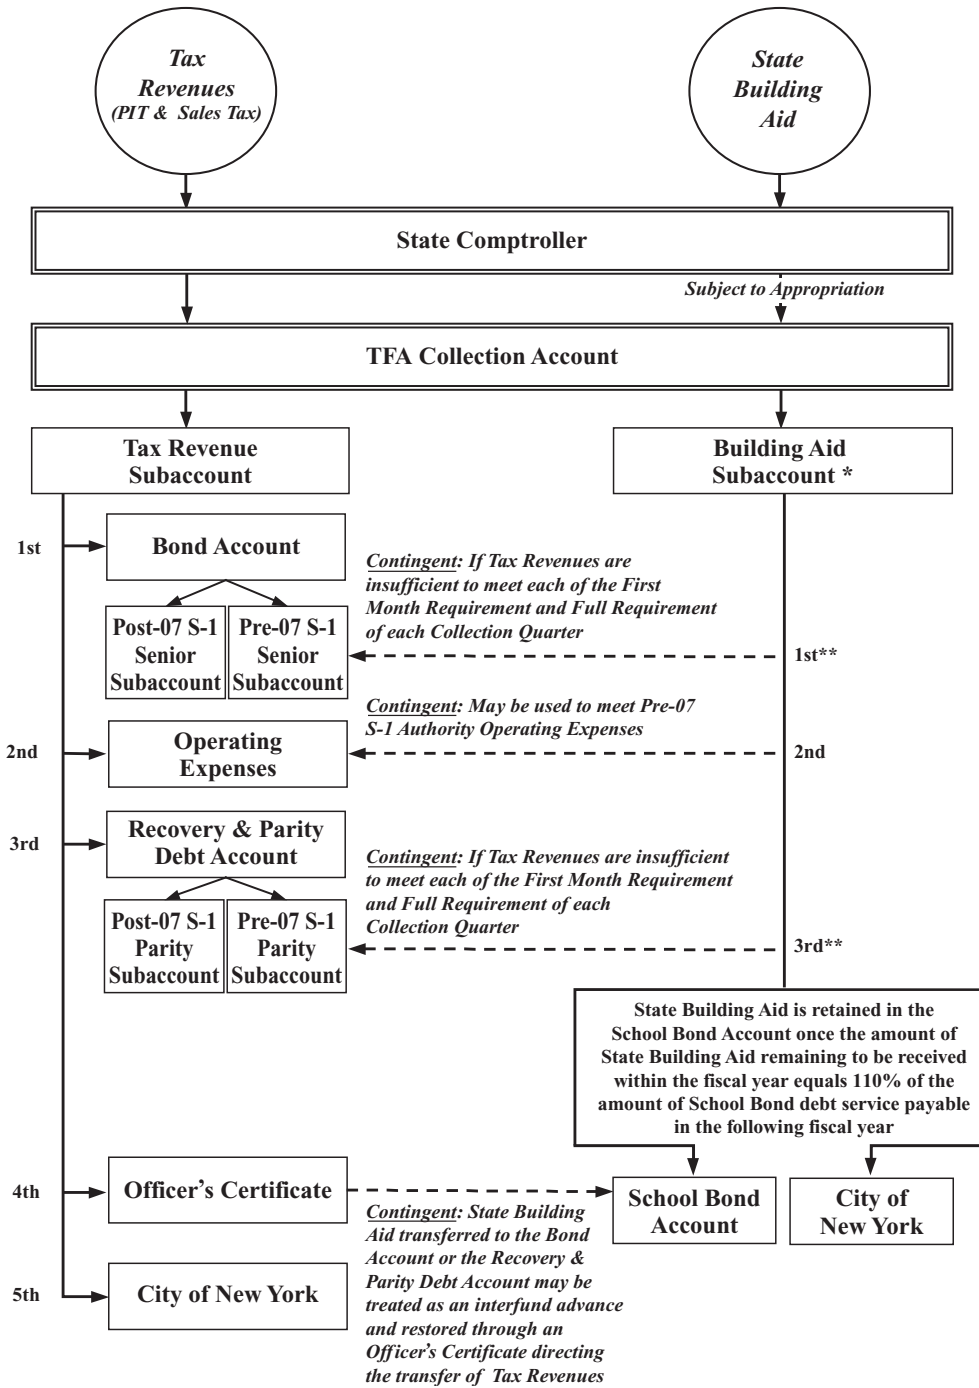 Tax
Revenues
(PIT & Sales Tax)
State
Building
Aid
State Comptroller
Subject to Appropriation
TFA Collection Account
Tax Revenue
Subaccount
Building Aid
Subaccount *
1st
Bond Account
Contingent: If Tax Revenues are
insufficient to meet each of the First
Month Requirement and Full Requirement
of each Collection Quarter
Post-07 S-1
Senior
Subaccount
Pre-07 S-1
Senior
Subaccount
1st**
Contingent: May be used to meet Pre-07
S-1 Authority Operating Expenses
2nd
Operating
Expenses
2nd
3rd
Recovery & Parity
Debt Account
Contingent: If Tax Revenues are insufficient
to meet each of the First Month Requirement
and Full Requirement of each
Collection Quarter
Post-07 S-1
Parity
Subaccount
Pre-07 S-1
Parity
Subaccount
3rd**
State Building Aid is retained in the
School Bond Account once the amount of
State Building Aid remaining to be received
within the fiscal year equals 110% of the
amount of School Bond debt service payable
in the following fiscal year
4th
Officer's Certificate
School Bond
Account
City of
New York
Contingent: State Building
Aid transferred to the Bond
Account or the Recovery &
Parity Debt Account may be
treated as an interfund advance
and restored through an
Officer's Certificate directing
the transfer of Tax Revenues
5th
City of New York